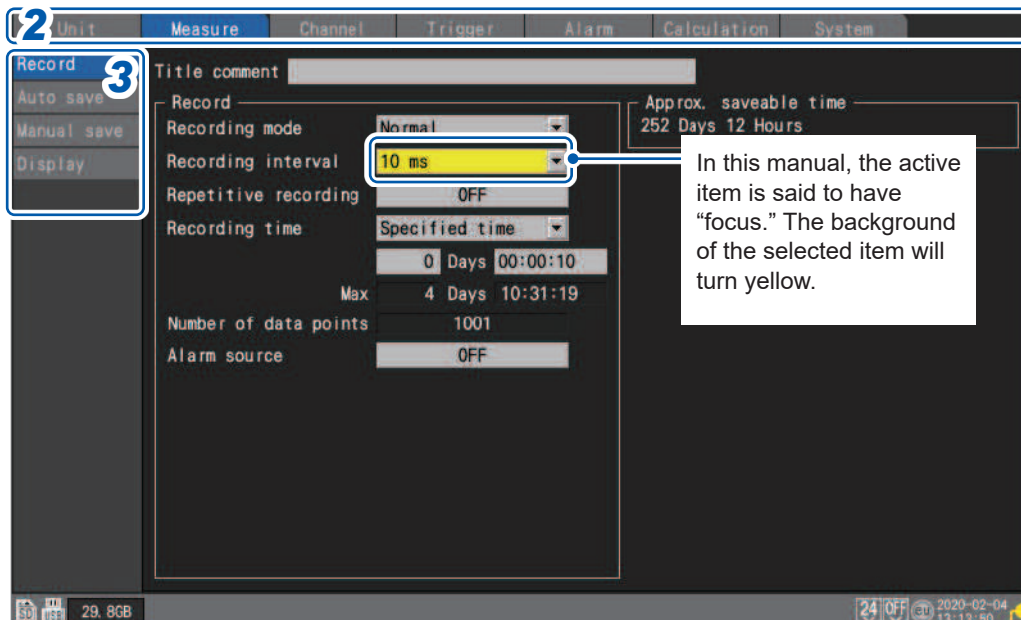 2 Unit Measure Channel Trigger Alarm Calculation System
Record 3
Auto save
Manual save
Display
Title comment
Record
Recording mode Normal
Recording interval 10 ms
Repetitive recording OFF
Recording time Specified time
0 Days 00:00:10
Max 4 Days 10:31:19
Number of data points 1001
Alarm source OFF
Approx. saveable time
252 Days 12 Hours
In this manual, the active
item is said to have
“focus.” The background
of the selected item will
turn yellow.
SD USB 29.8GB
24 OFF 2020-02-04